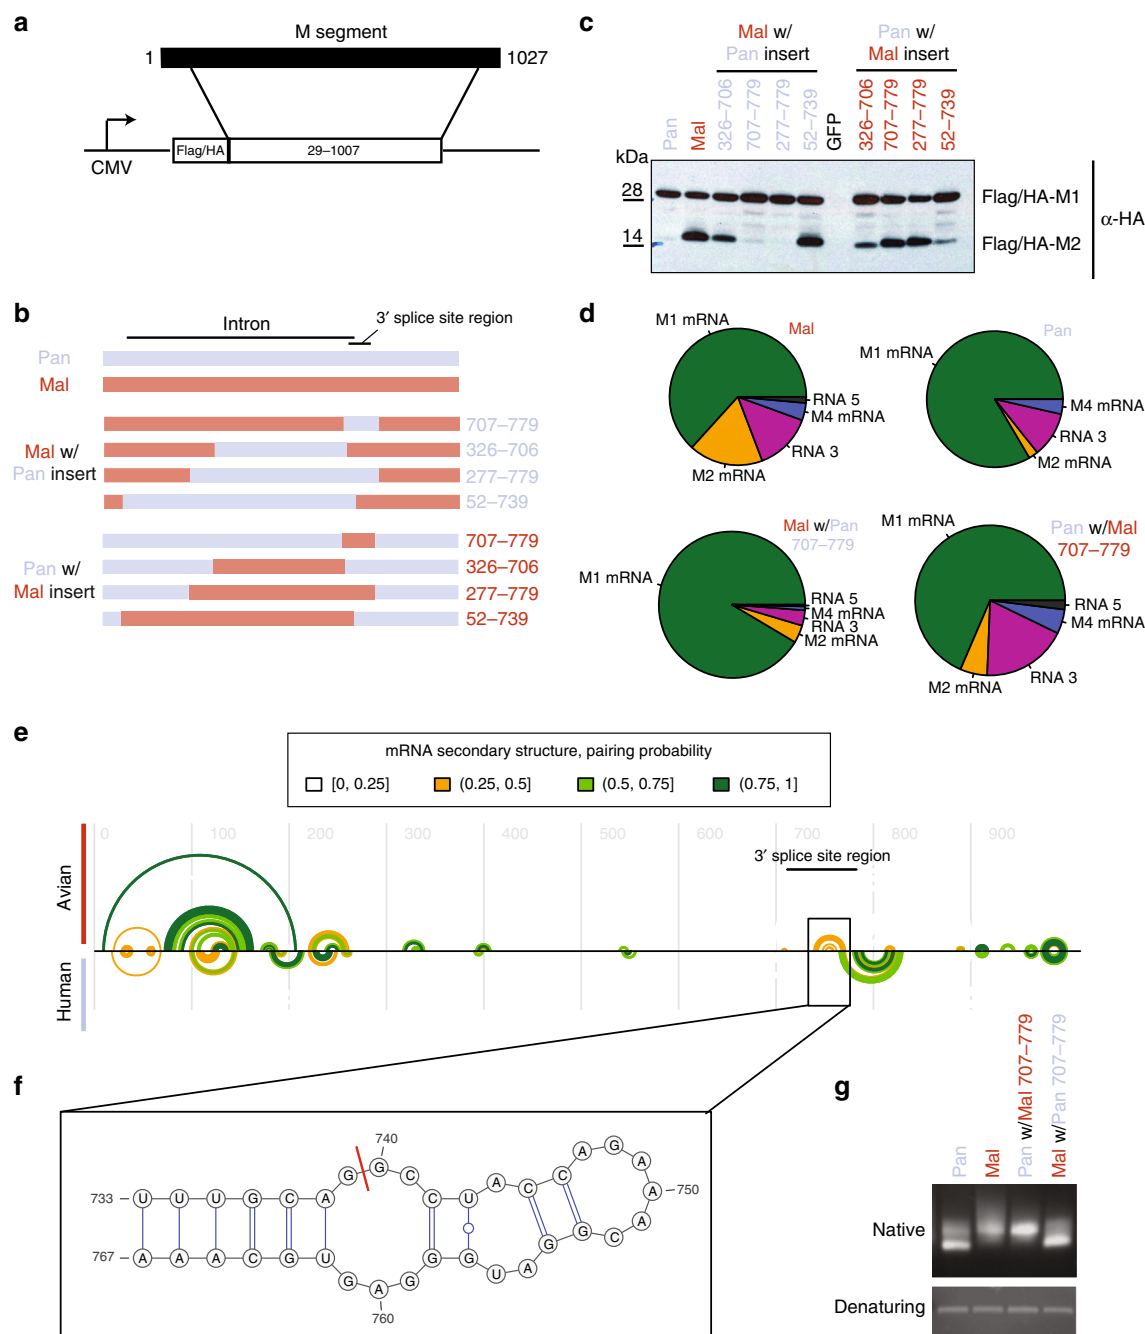 a
M segment
1
1027
CMV
Flag/HA
29–1007
b
Intron
3′ splice site region
Pan
Mal
Mal w/
Pan insert
707–779
326–706
277–779
52–739
Pan w/
Mal insert
707–779
326–706
277–779
52–739
c
Mal w/
Pan insert
Pan w/
Mal insert
Pan
Mal
326–706
707–779
277–779
52–739
GFP
326–706
707–779
277–779
52–739
kDa
28
14
Flag/HA-M1
Flag/HA-M2
α-HA
d
Mal
M1 mRNA
RNA 5
M4 mRNA
RNA 3
M2 mRNA
Pan
M1 mRNA
M4 mRNA
RNA 3
M2 mRNA
Mal w/Pan
707–779
M1 mRNA
RNA 5
M4 mRNA
RNA 3
M2 mRNA
Pan w/Mal
707–779
M1 mRNA
RNA 5
M4 mRNA
RNA 3
M2 mRNA
e
mRNA secondary structure, pairing probability
[0, 0.25]
(0.25, 0.5]
(0.5, 0.75]
(0.75, 1]
Avian
Human
0
100
200
300
400
500
600
700
800
900
3′ splice site region
f
733
U U U G C A G G C C U A C C A G A A A C G G A U G G G A G U G C A A A
740
750
760
767
g
Pan
Mal
Pan w/Mal 707–779
Mal w/Pan 707–779
Native
Denaturing